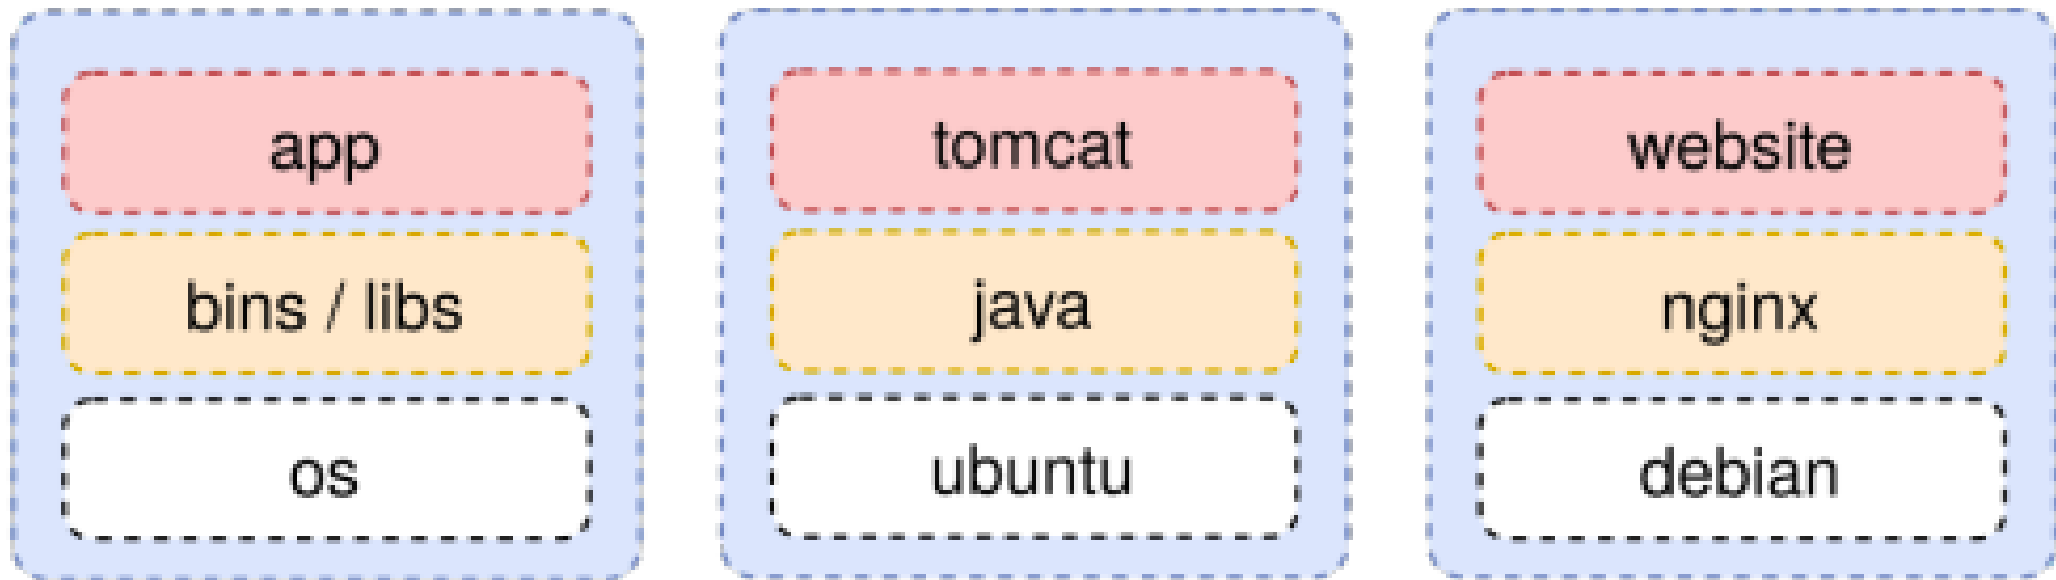 app
bins / libs
os
tomcat
java
ubuntu
website
nginx
debian